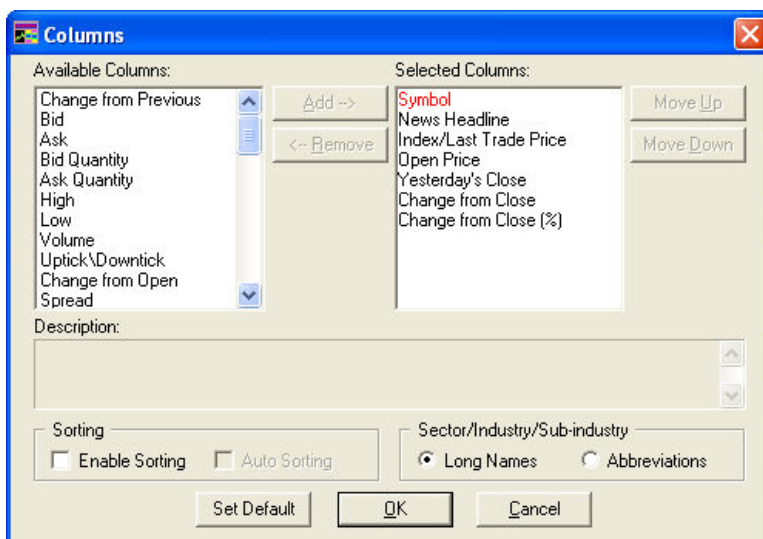 Columns
Available Columns:
Change from Previous
Bid
Ask
Bid Quantity
Ask Quantity
High
Low
Volume
Uptick\Downtick
Change from Open
Spread
Add -->
<-- Remove
Selected Columns:
Symbol
News Headline
Index/Last Trade Price
Open Price
Yesterday's Close
Change from Close
Change from Close (%)
Move Up
Move Down
Description:
Sorting
Enable Sorting
Auto Sorting
Sector/Industry/Sub-industry
Long Names
Abbreviations
Set Default
OK
Cancel